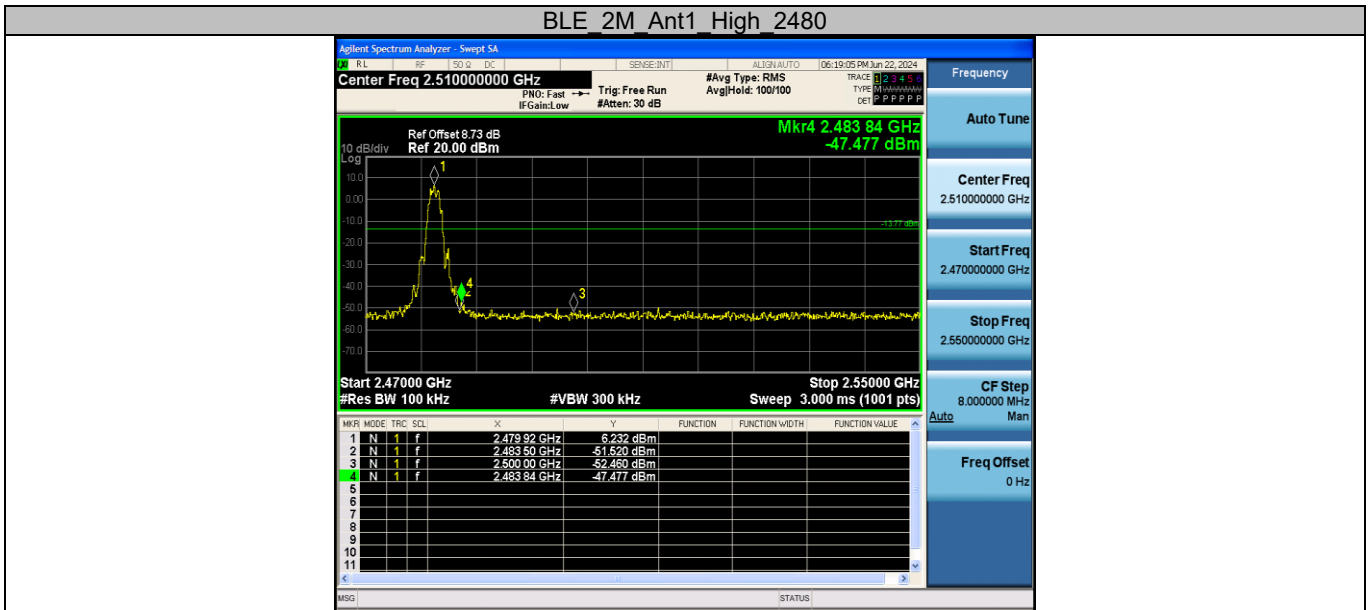 BLE_2M_Ant1_High_2480
Agilent Spectrum Analyzer - Swept SA
RL RF 50 Ω DC SENSE:INT ALIGN AUTO 06:19:05 PM Jun 22, 2024
Center Freq 2.510000000 GHz
PNO: Fast
IFGain:Low
Trig: Free Run
#Atten: 30 dB
#Avg Type: RMS
Avg|Hold: 100/100
TRACE 1 2 3 4 5 6
TYPE M
DET P P P P P P
Frequency
Auto Tune
Center Freq
2.510000000 GHz
Start Freq
2.470000000 GHz
Stop Freq
2.550000000 GHz
CF Step
8.000000 MHz
Auto Man
Freq Offset
0 Hz
Mkr4 2.483 84 GHz
-47.477 dBm
Ref Offset 8.73 dB
10 dB/div Ref 20.00 dBm
Log
10.0
0.00
-10.0
-20.0
-30.0
-40.0
-50.0
-60.0
-70.0
-13.77 dBm
1
4
2
3
Start 2.47000 GHz Stop 2.55000 GHz
#Res BW 100 kHz #VBW 300 kHz Sweep 3.000 ms (1001 pts)
MKR MODE TRC SCL X Y FUNCTION FUNCTION WIDTH FUNCTION VALUE
1 N 1 f 2.479 92 GHz 6.232 dBm
2 N 1 f 2.483 50 GHz -51.520 dBm
3 N 1 f 2.500 00 GHz -52.460 dBm
4 N 1 f 2.483 84 GHz -47.477 dBm
5
6
7
8
9
10
11
MSG STATUS